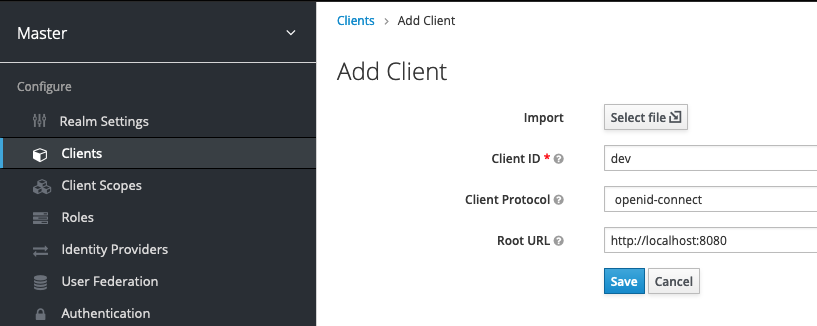 Master
Configure
Realm Settings
Clients
Client Scopes
Roles
Identity Providers
User Federation
Authentication
Clients > Add Client
Add Client
Import Select file
Client ID * dev
Client Protocol openid-connect
Root URL http://localhost:8080
Save Cancel